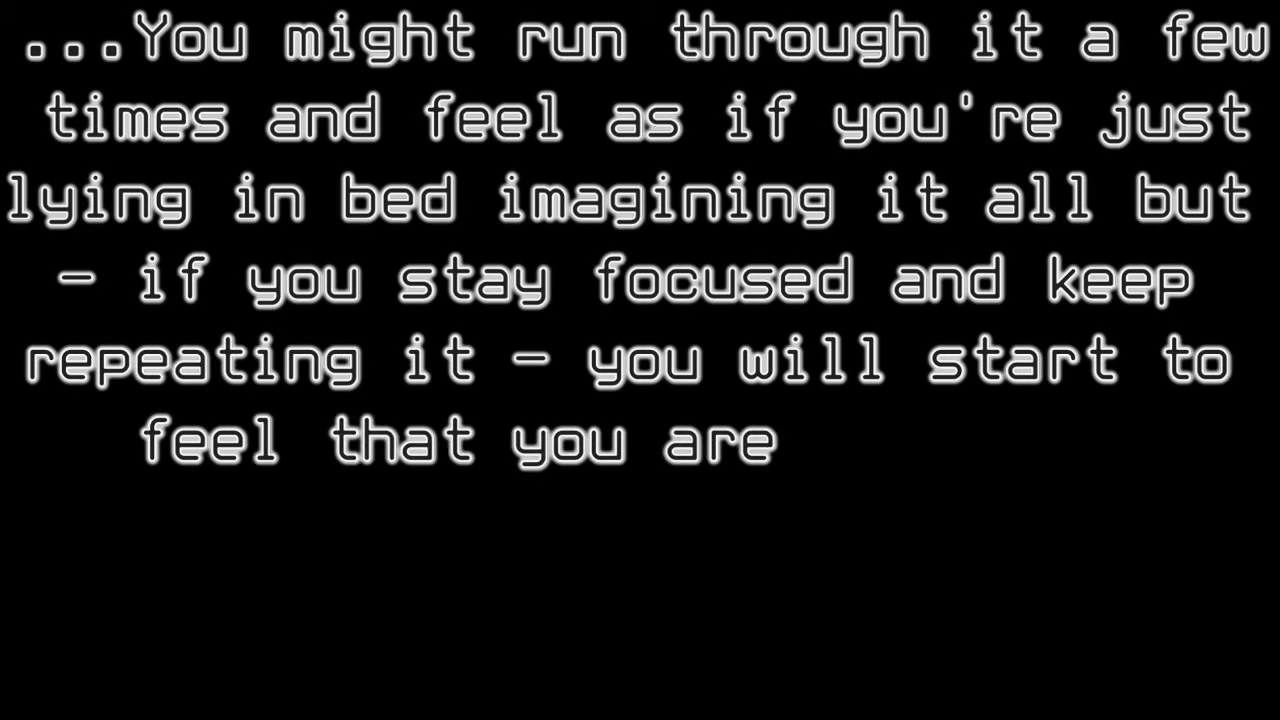 ...You might run through it a few
times and feel as if you're just
lying in bed imagining it all but
- if you stay focused and keep
repeating it - you will start to
feel that you are